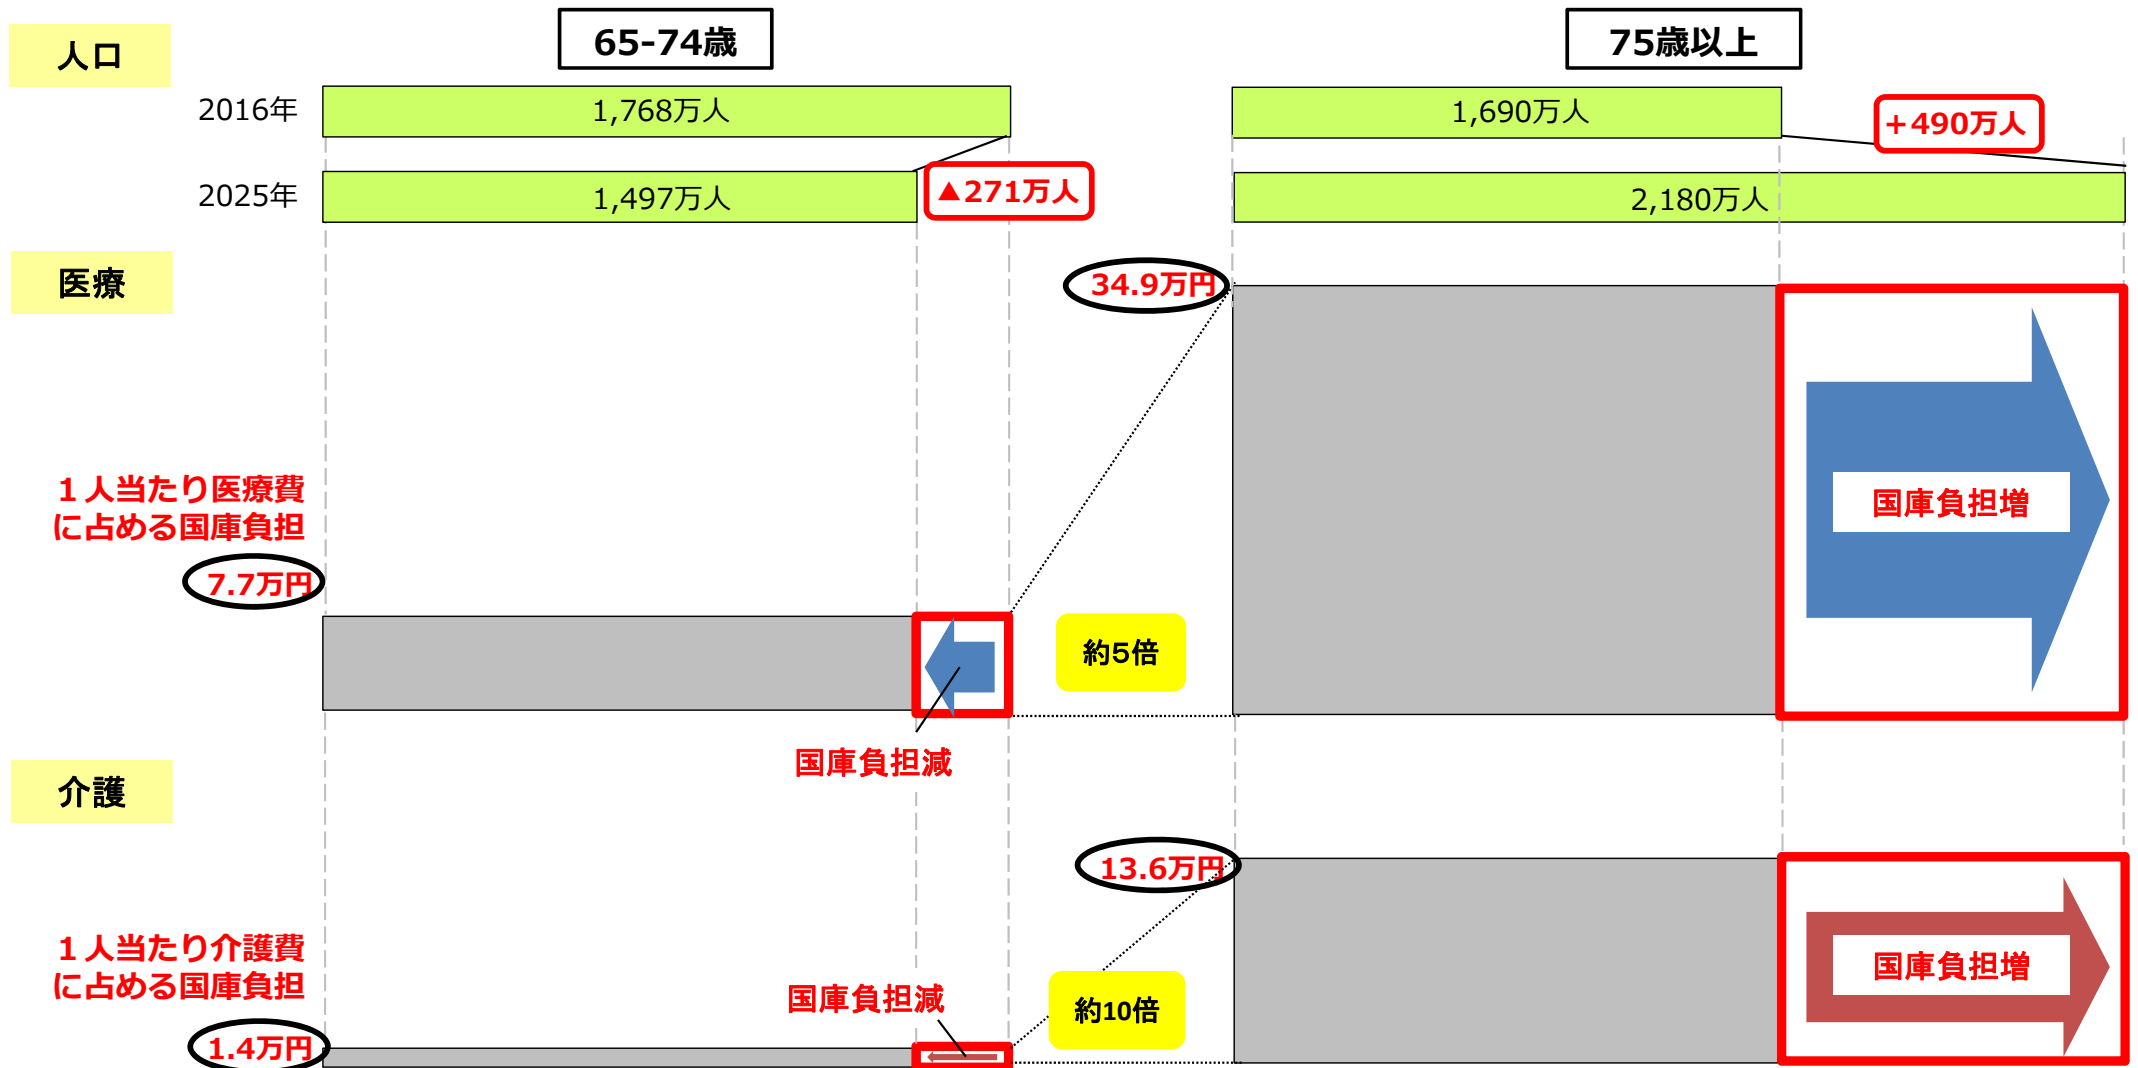 人口
65-74歳
75歳以上
2016年
1,768万人
1,690万人
+490万人
2025年
1,497万人
▲271万人
2,180万人
医療
34.9万円
１人当たり医療費
に占める国庫負担
7.7万円
国庫負担増
約5倍
国庫負担減
介護
13.6万円
１人当たり介護費
に占める国庫負担
1.4万円
国庫負担減
約10倍
国庫負担増